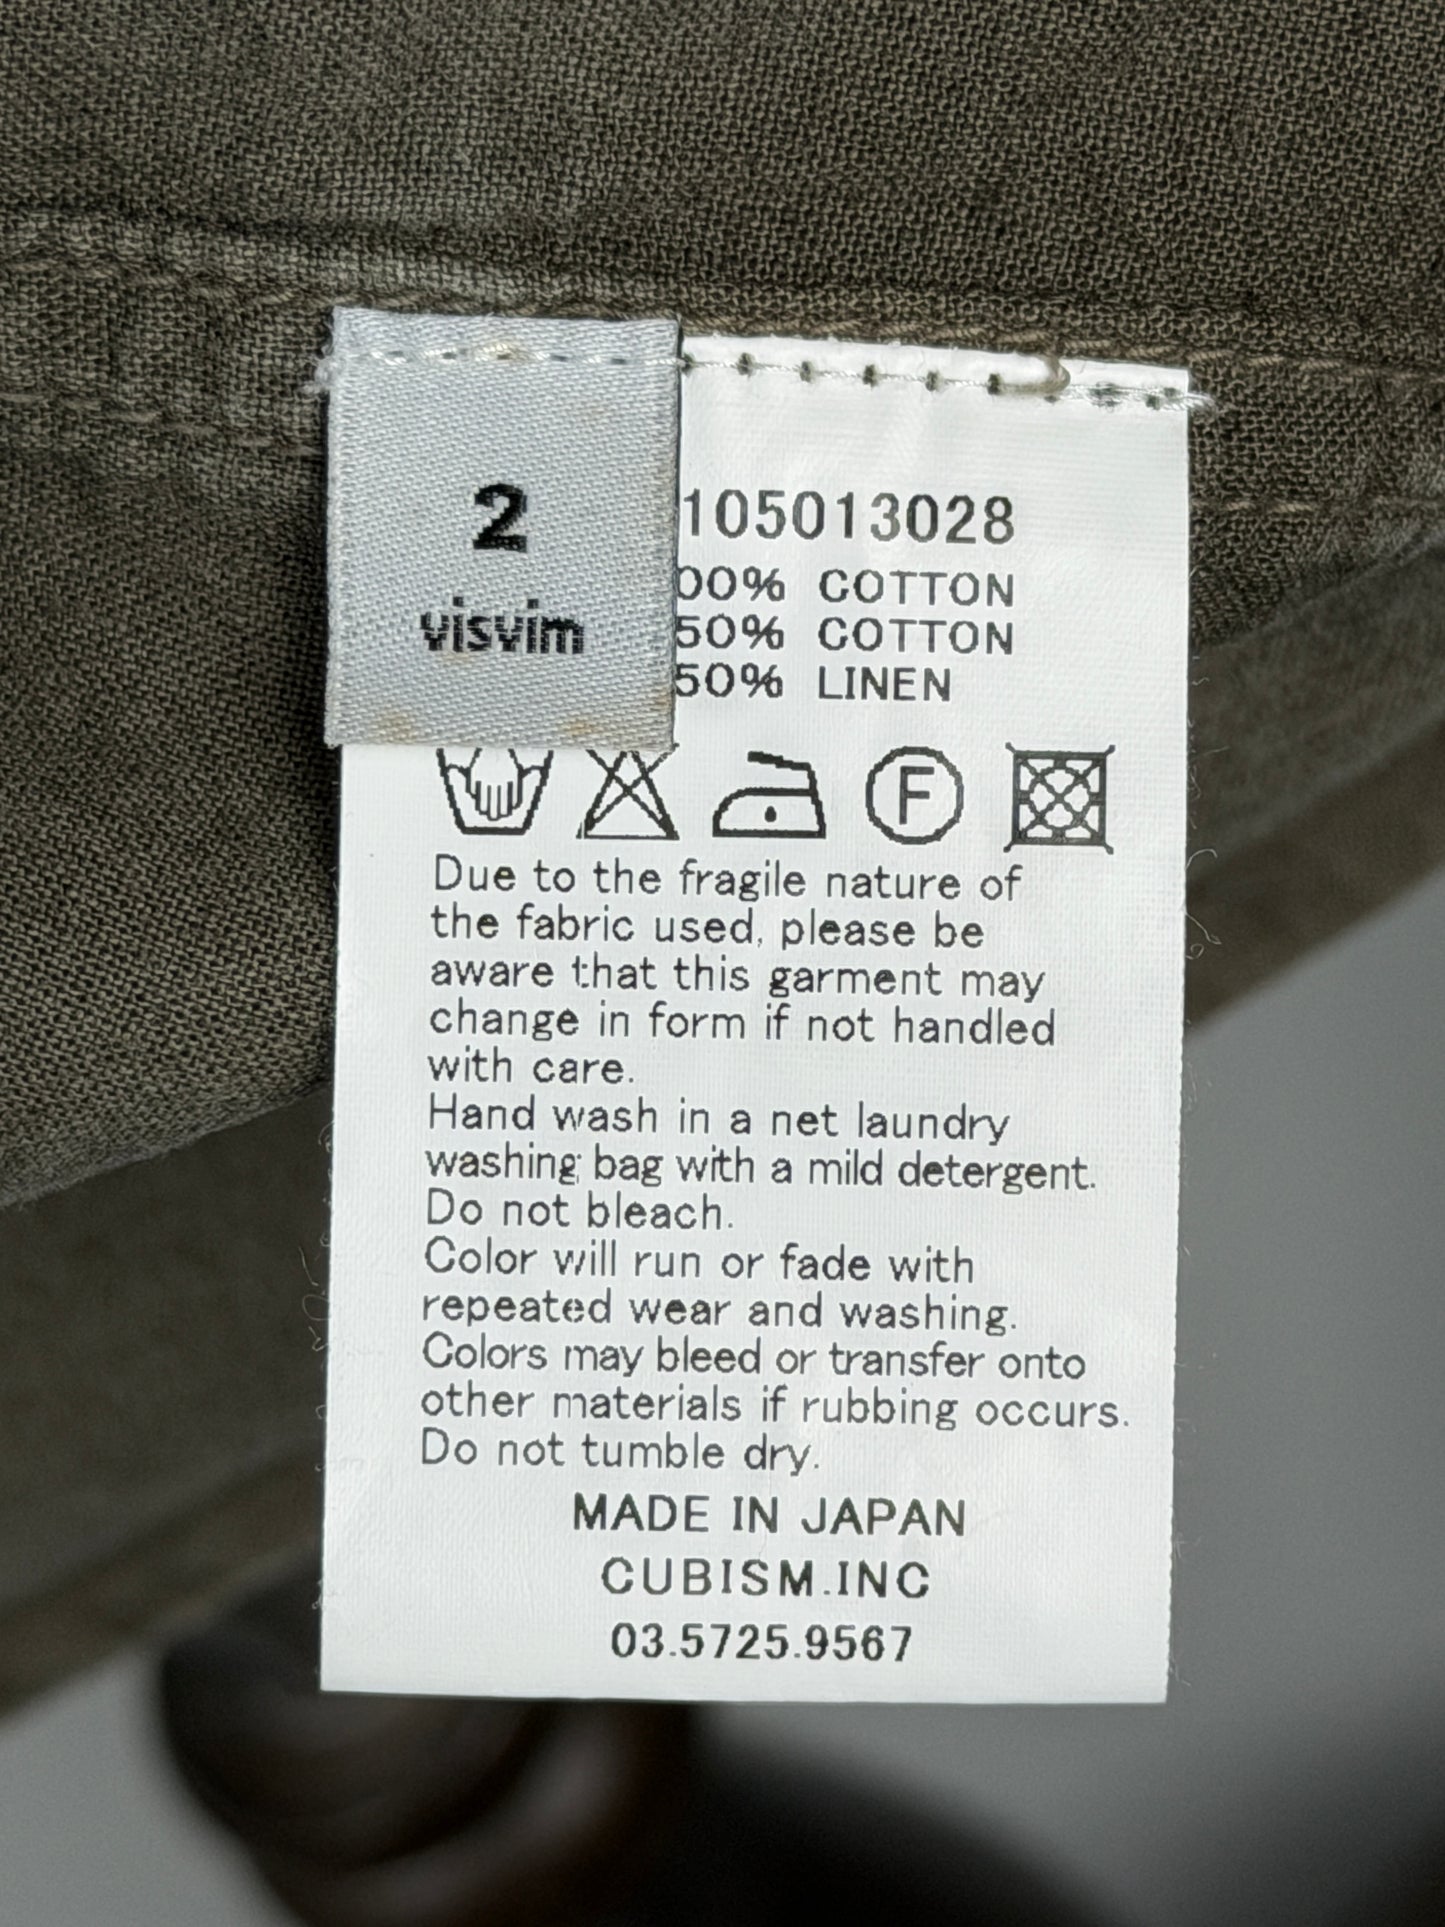 2
visvim
105013028
00% COTTON
50% COTTON
50% LINEN
F
Due to the fragile nature of
the fabric used, please be
aware that this garment may
change in form if not handled
with care.
Hand wash in a net laundry
washing bag with a mild detergent.
Do not bleach.
Color will run or fade with
repeated wear and washing.
Colors may bleed or transfer onto
other materials if rubbing occurs.
Do not tumble dry.
MADE IN JAPAN
CUBISM.INC
03.5725.9567